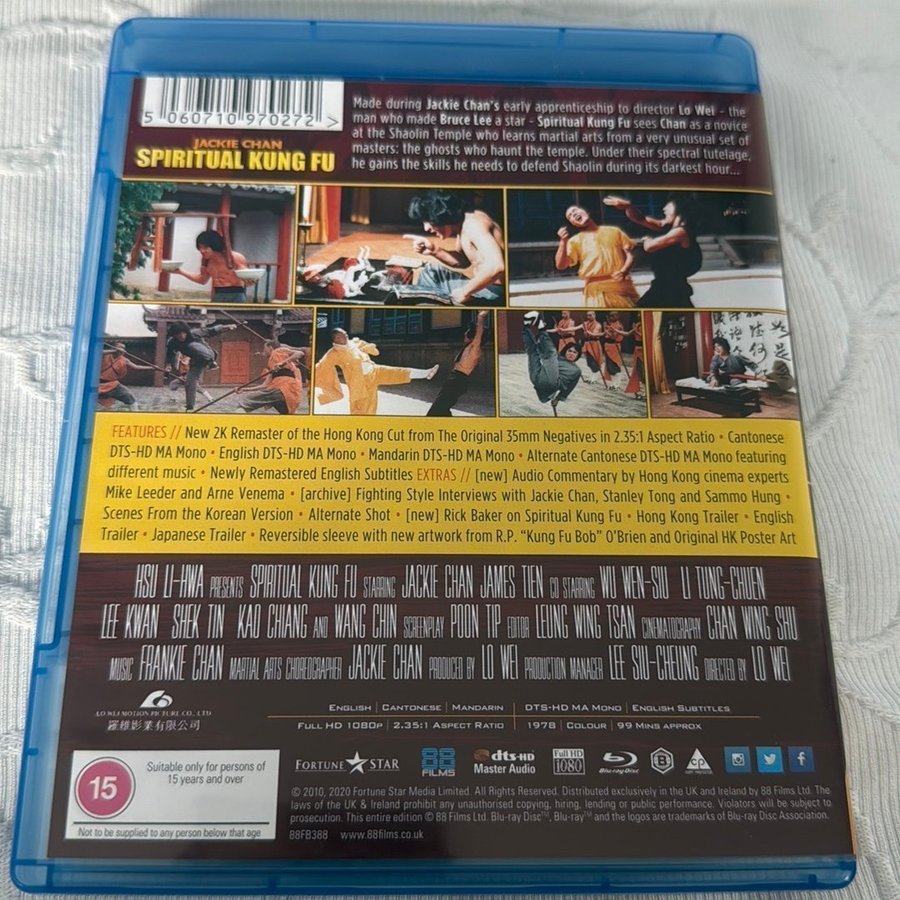 5 060710 970272 >
JACKIE CHAN
SPIRITUAL KUNG FU
Made during Jackie Chan's early apprenticeship to director Lo Wei - the
man who made Bruce Lee a star - Spiritual Kung Fu sees Chan as a novice
at the Shaolin Temple who learns martial arts from a very unusual set of
masters: the ghosts who haunt the temple. Under their spectral tutelage,
he gains the skills he needs to defend Shaolin during its darkest hour...
FEATURES // New 2K Remaster of the Hong Kong Cut from The Original 35mm Negatives in 2.35:1 Aspect Ratio • Cantonese
DTS-HD MA Mono • English DTS-HD MA Mono • Mandarin DTS-HD MA Mono • Alternate Cantonese DTS-HD MA Mono featuring
different music • Newly Remastered English Subtitles EXTRAS // [new] Audio Commentary by Hong Kong cinema experts
Mike Leeder and Arne Venema • [archive] Fighting Style Interviews with Jackie Chan, Stanley Tong and Sammo Hung •
Scenes From the Korean Version • Alternate Shot • [new] Rick Baker on Spiritual Kung Fu • Hong Kong Trailer • English
Trailer • Japanese Trailer • Reversible sleeve with new artwork from R.P. "Kung Fu Bob" O'Brien and Original HK Poster Art
HSU LI-HWA PRESENTS SPIRITUAL KUNG FU STARRING JACKIE CHAN JAMES TIEN CO STARRING WU WEN-SIU LI TUNG-CHUEN
LEE KWAN SHEK TIN KAO CHIANG AND WANG CHIN SCREENPLAY POON TIP EDITOR LEUNG WING TSAN CINEMATOGRAPHY CHAN WING SHU
MUSIC FRANKIE CHAN MARTIAL ARTS CHOREOGRAPHER JACKIE CHAN PRODUCED BY LO WEI PRODUCTION MANAGER LEE SIU-CHEUNG DIRECTED BY LO WEI
LO WEI MOTION PICTURE CO., LTD
羅維影業有限公司
ENGLISH | CANTONESE | MANDARIN | DTS-HD MA MONO | ENGLISH SUBTITLES
FULL HD 1080P | 2.35:1 ASPECT RATIO | 1978 | COLOUR | 99 MINS APPROX
15
Suitable only for persons of
15 years and over
Not to be supplied to any person below that age
FORTUNE STAR
88 FILMS
dts-HD
Master Audio
Full HD
1080
Blu-ray Disc
B
© 2010, 2020 Fortune Star Media Limited. All Rights Reserved. Distributed exclusively in the UK and Ireland by 88 Films Ltd. The
laws of the UK & Ireland prohibit any unauthorised copying, hiring, lending or public performance. Violators will be subject to
prosecution. This entire edition © 88 Films Ltd. Blu-ray Disc™, Blu-ray™ and the logos are trademarks of Blu-ray Disc Association.
88FB388 www.88films.co.uk